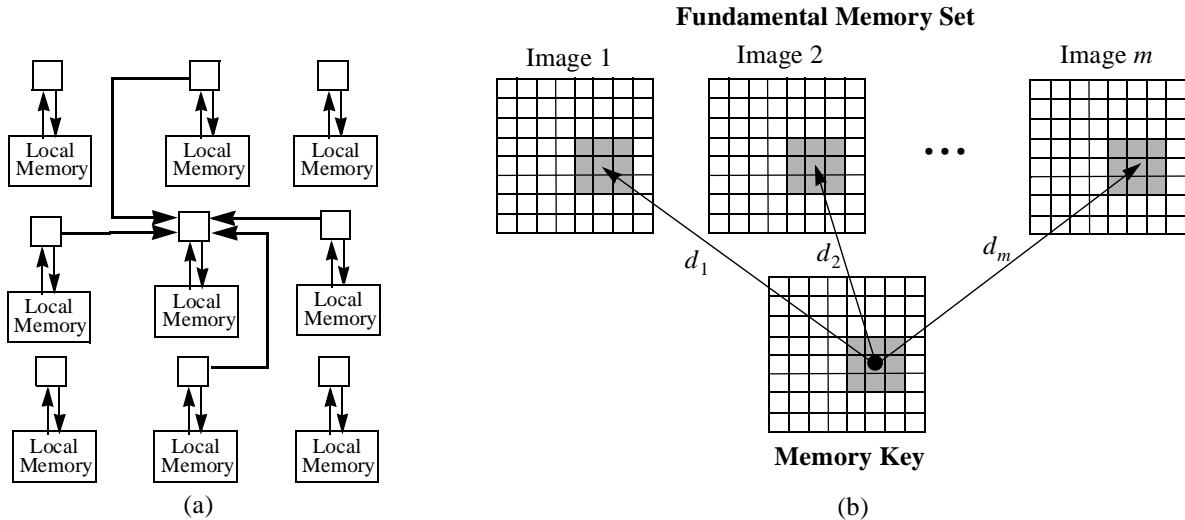 Local
Memory
Local
Memory
Local
Memory
Local
Memory
Local
Memory
Local
Memory
Local
Memory
Local
Memory
Local
Memory
(a)
Fundamental Memory Set
Image 1
Image 2
Image m
...
d1
d2
dm
Memory Key
(b)